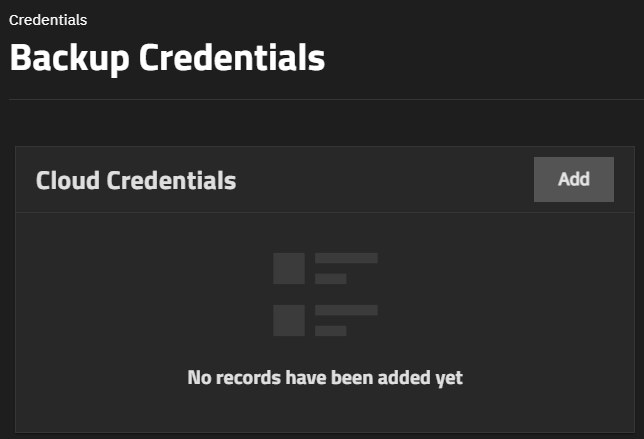 Credentials
Backup Credentials
Cloud Credentials
Add
No records have been added yet